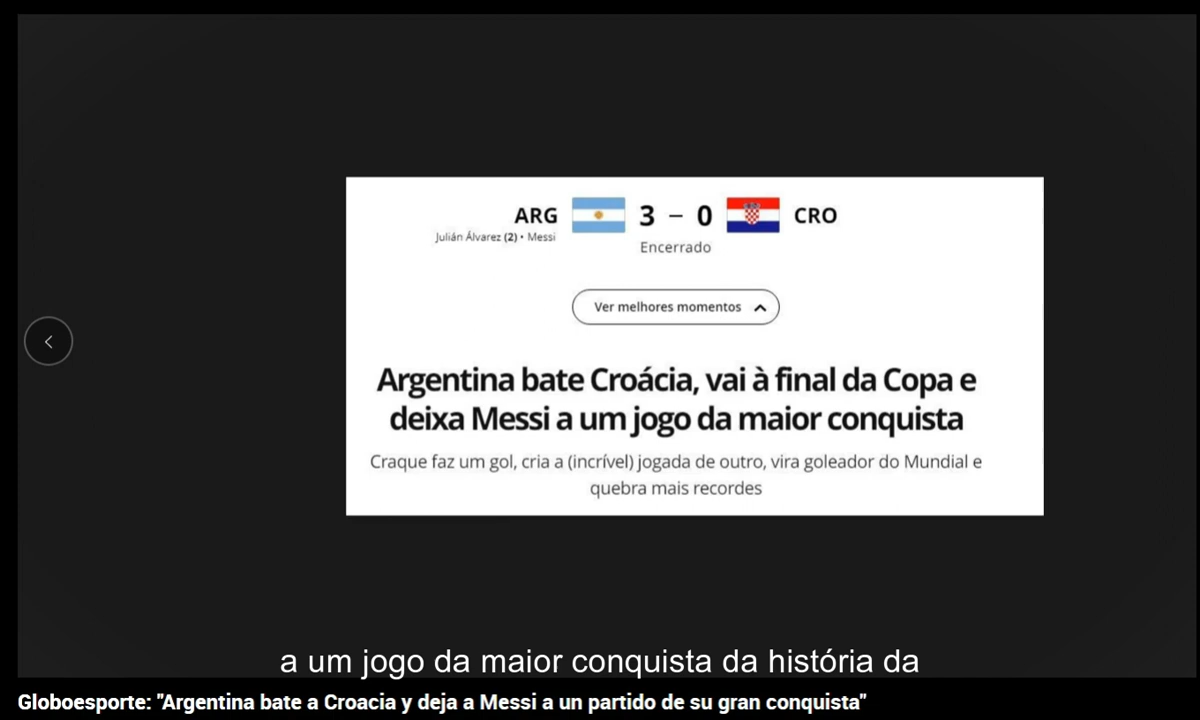 ARG 3 – 0 CRO
Julián Álvarez (2) • Messi
Encerrado
Ver melhores momentos
Argentina bate Croácia, vai à final da Copa e
deixa Messi a um jogo da maior conquista
Craque faz um gol, cria a (incrível) jogada de outro, vira goleador do Mundial e
quebra mais recordes
a um jogo da maior conquista da história da
Globoesporte: "Argentina bate a Croacia y deja a Messi a un partido de su gran conquista"